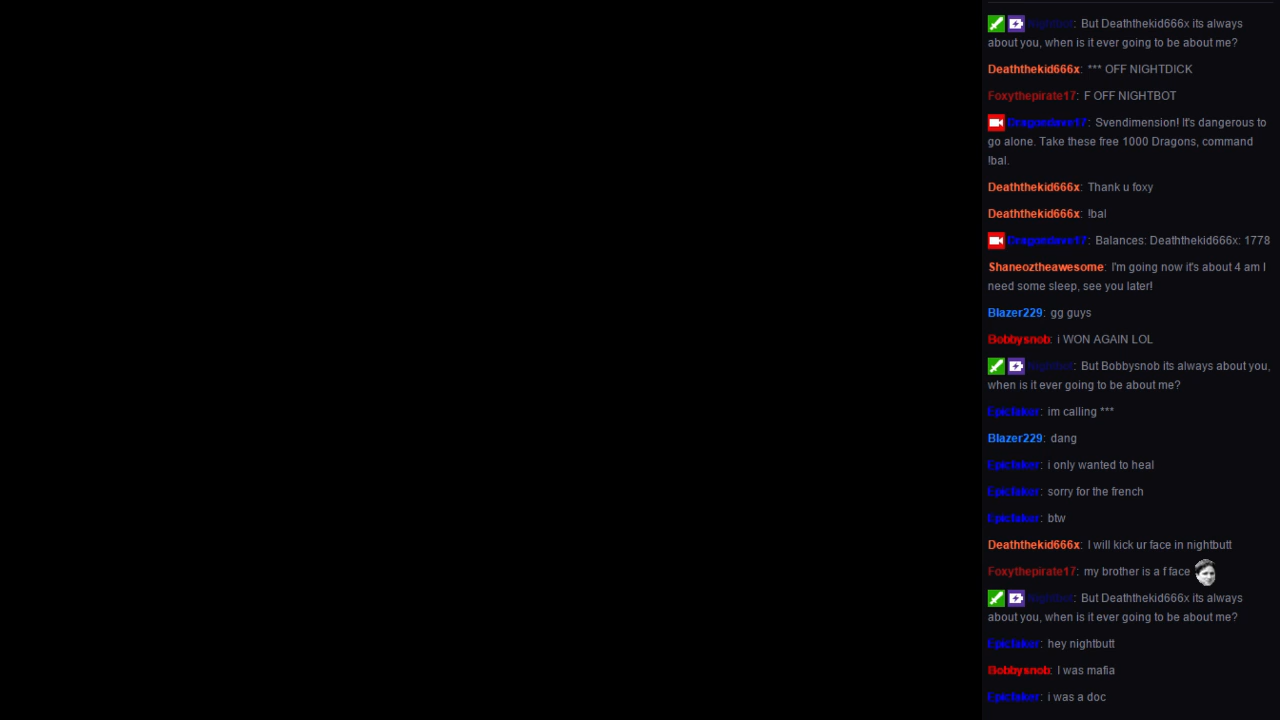 Nightbot: But Deaththekid666x its always
about you, when is it ever going to be about me?
Deaththekid666x: *** OFF NIGHTDICK
Foxythepirate17: F OFF NIGHTBOT
Dragondave17: Svendimension! It's dangerous to
go alone. Take these free 1000 Dragons, command
!bal.
Deaththekid666x: Thank u foxy
Deaththekid666x: !bal
Dragondave17: Balances: Deaththekid666x: 1778
Shaneoztheawesome: I'm going now it's about 4 am I
need some sleep, see you later!
Blazer229: gg guys
Bobbysnob: i WON AGAIN LOL
Nightbot: But Bobbysnob its always about you,
when is it ever going to be about me?
Epicfaker: im calling ***
Blazer229: dang
Epicfaker: i only wanted to heal
Epicfaker: sorry for the french
Epicfaker: btw
Deaththekid666x: I will kick ur face in nightbutt
Foxythepirate17: my brother is a f face
Nightbot: But Deaththekid666x its always
about you, when is it ever going to be about me?
Epicfaker: hey nightbutt
Bobbysnob: I was mafia
Epicfaker: i was a doc